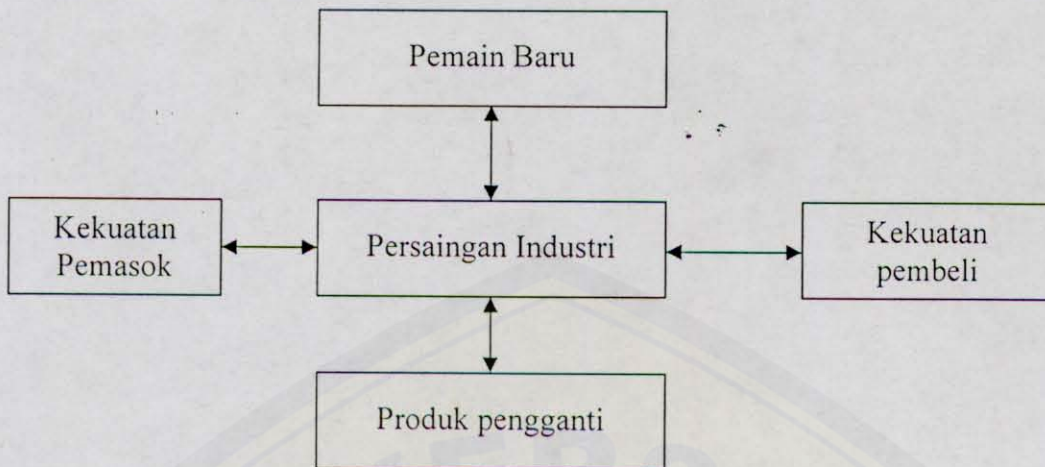 Pemain Baru
Kekuatan
Pemasok
Persaingan Industri
Kekuatan
pembeli
Produk pengganti